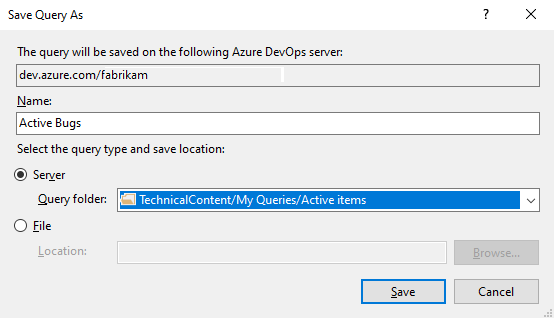 Save Query As
?
The query will be saved on the following Azure DevOps server:
dev.azure.com/fabrikam
Name:
Active Bugs
Select the query type and save location:
Server
Query folder: TechnicalContent/My Queries/Active items
File
Location: Browse...
Save Cancel